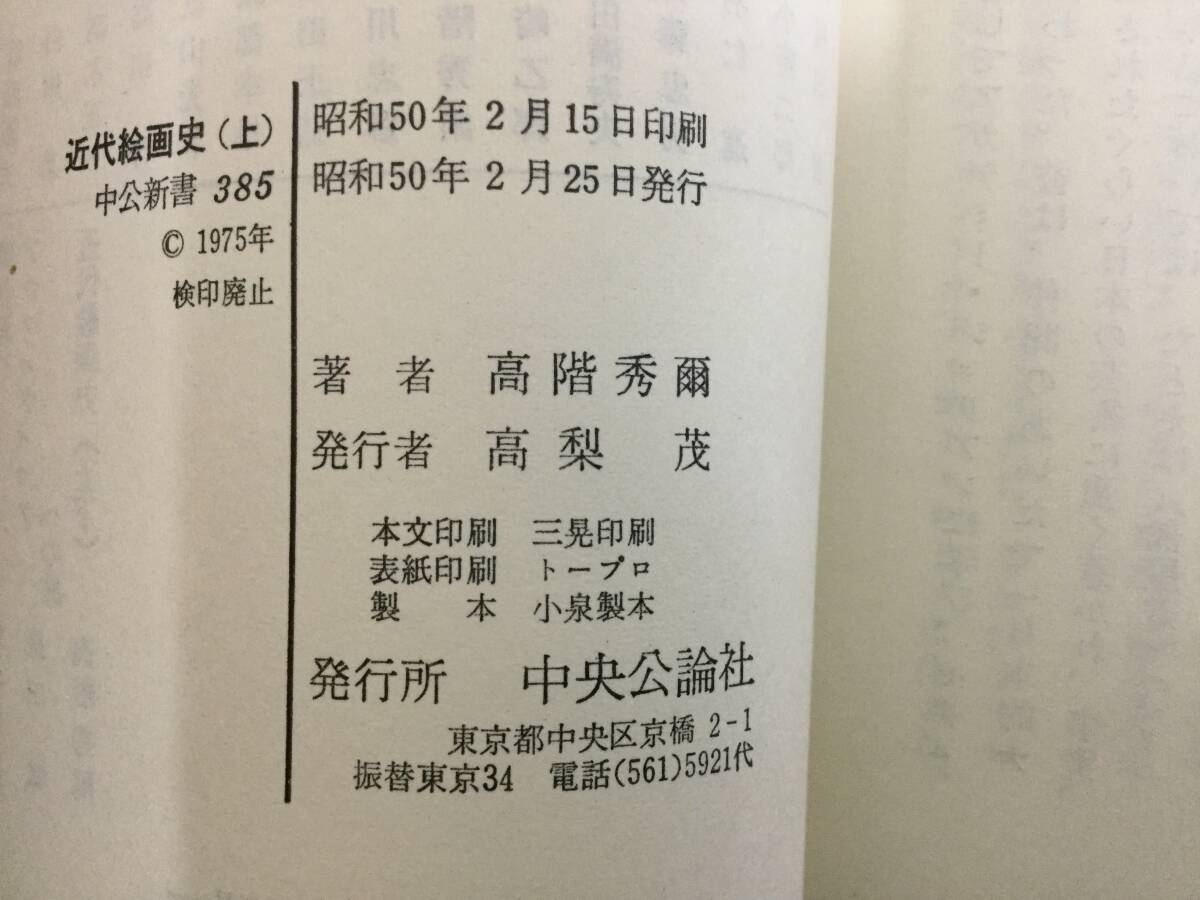 近代絵画史（上）
中公新書 385
© 1975年
検印廃止
昭和50年2月15日印刷
昭和50年2月25日発行
著 者 高階秀爾
発行者 高梨 茂
本文印刷 三晃印刷
表紙印刷 トープロ
製 本 小泉製本
発行所 中央公論社
東京都中央区京橋 2-1
振替東京34 電話(561)5921代